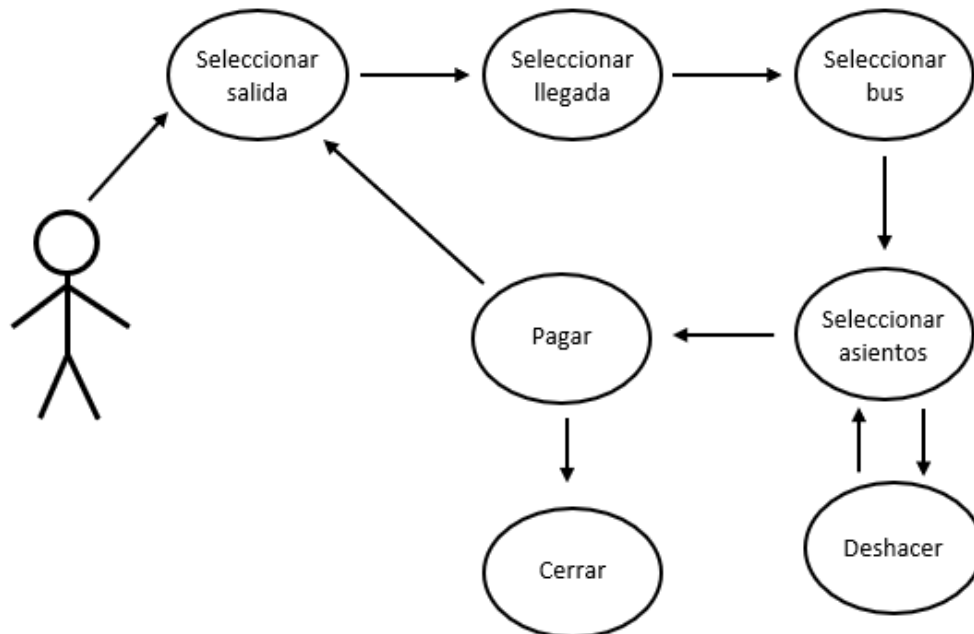 Seleccionar
salida
Seleccionar
llegada
Seleccionar
bus
Pagar
Seleccionar
asientos
Cerrar
Deshacer